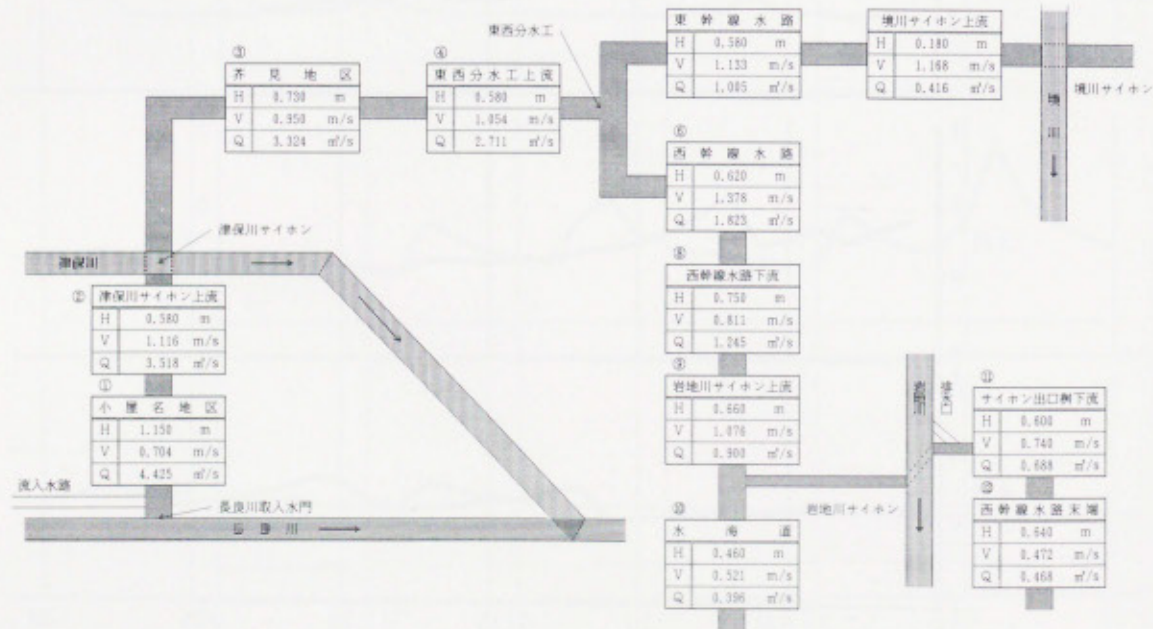 東西分水工
東幹線水路
H 0.580 m
V 1.133 m/s
Q 1.005 ㎥/s
境川サイホン上流
H 0.180 m
V 1.168 m/s
Q 0.416 ㎥/s
境川サイホン
境川
③
芥見地区
H 0.730 m
V 0.950 m/s
Q 3.324 ㎥/s
④
東西分水工上流
H 0.580 m
V 1.054 m/s
Q 2.711 ㎥/s
⑥
西幹線水路
H 0.620 m
V 1.378 m/s
Q 1.823 ㎥/s
津保川サイホン
津保川
②
津保川サイホン上流
H 0.580 m
V 1.116 m/s
Q 3.518 ㎥/s
①
小屋名地区
H 1.150 m
V 0.704 m/s
Q 4.425 ㎥/s
流入水路
長良川取入水門
長良川
⑧
西幹線水路下流
H 0.750 m
V 0.811 m/s
Q 1.245 ㎥/s
⑨
岩地川サイホン上流
H 0.660 m
V 1.076 m/s
Q 0.900 ㎥/s
岩地川サイホン
⑩
水海道
H 0.460 m
V 0.521 m/s
Q 0.396 ㎥/s
⑪
サイホン出口桝下流
H 0.600 m
V 0.740 m/s
Q 0.688 ㎥/s
⑫
西幹線水路末端
H 0.640 m
V 0.472 m/s
Q 0.468 ㎥/s